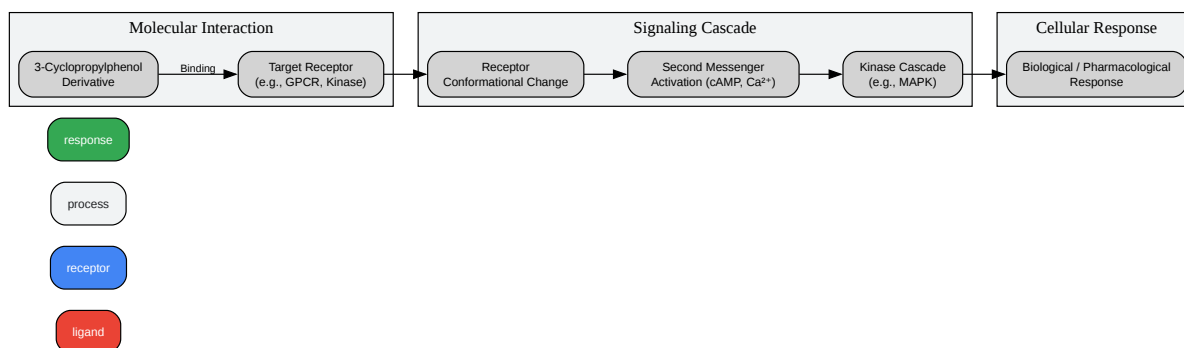 Molecular Interaction
Signaling Cascade
Cellular Response
3-Cyclopropylphenol
Derivative
Binding
Target Receptor
(e.g., GPCR, Kinase)
Receptor
Conformational Change
Second Messenger
Activation (cAMP, Ca²⁺)
Kinase Cascade
(e.g., MAPK)
Biological / Pharmacological
Response
response
process
receptor
ligand